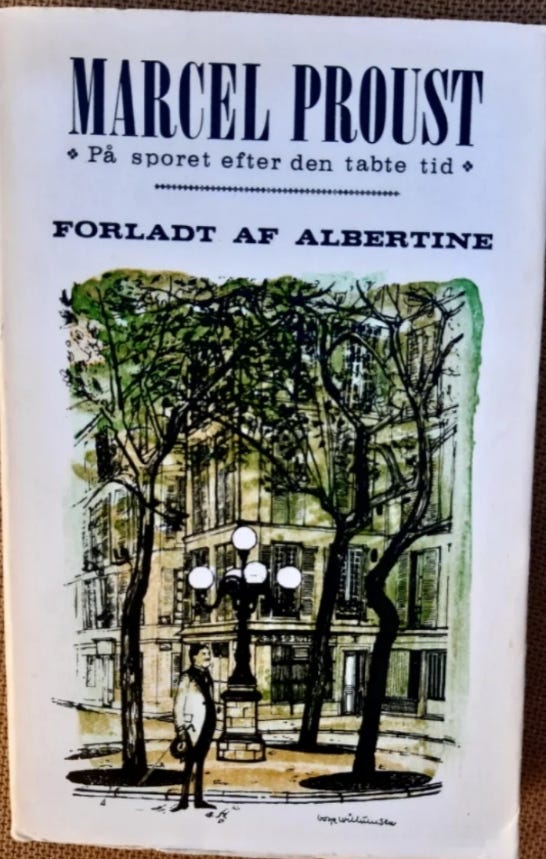 MARCEL PROUST
På sporet efter den tabte tid
FORLADT AF ALBERTINE